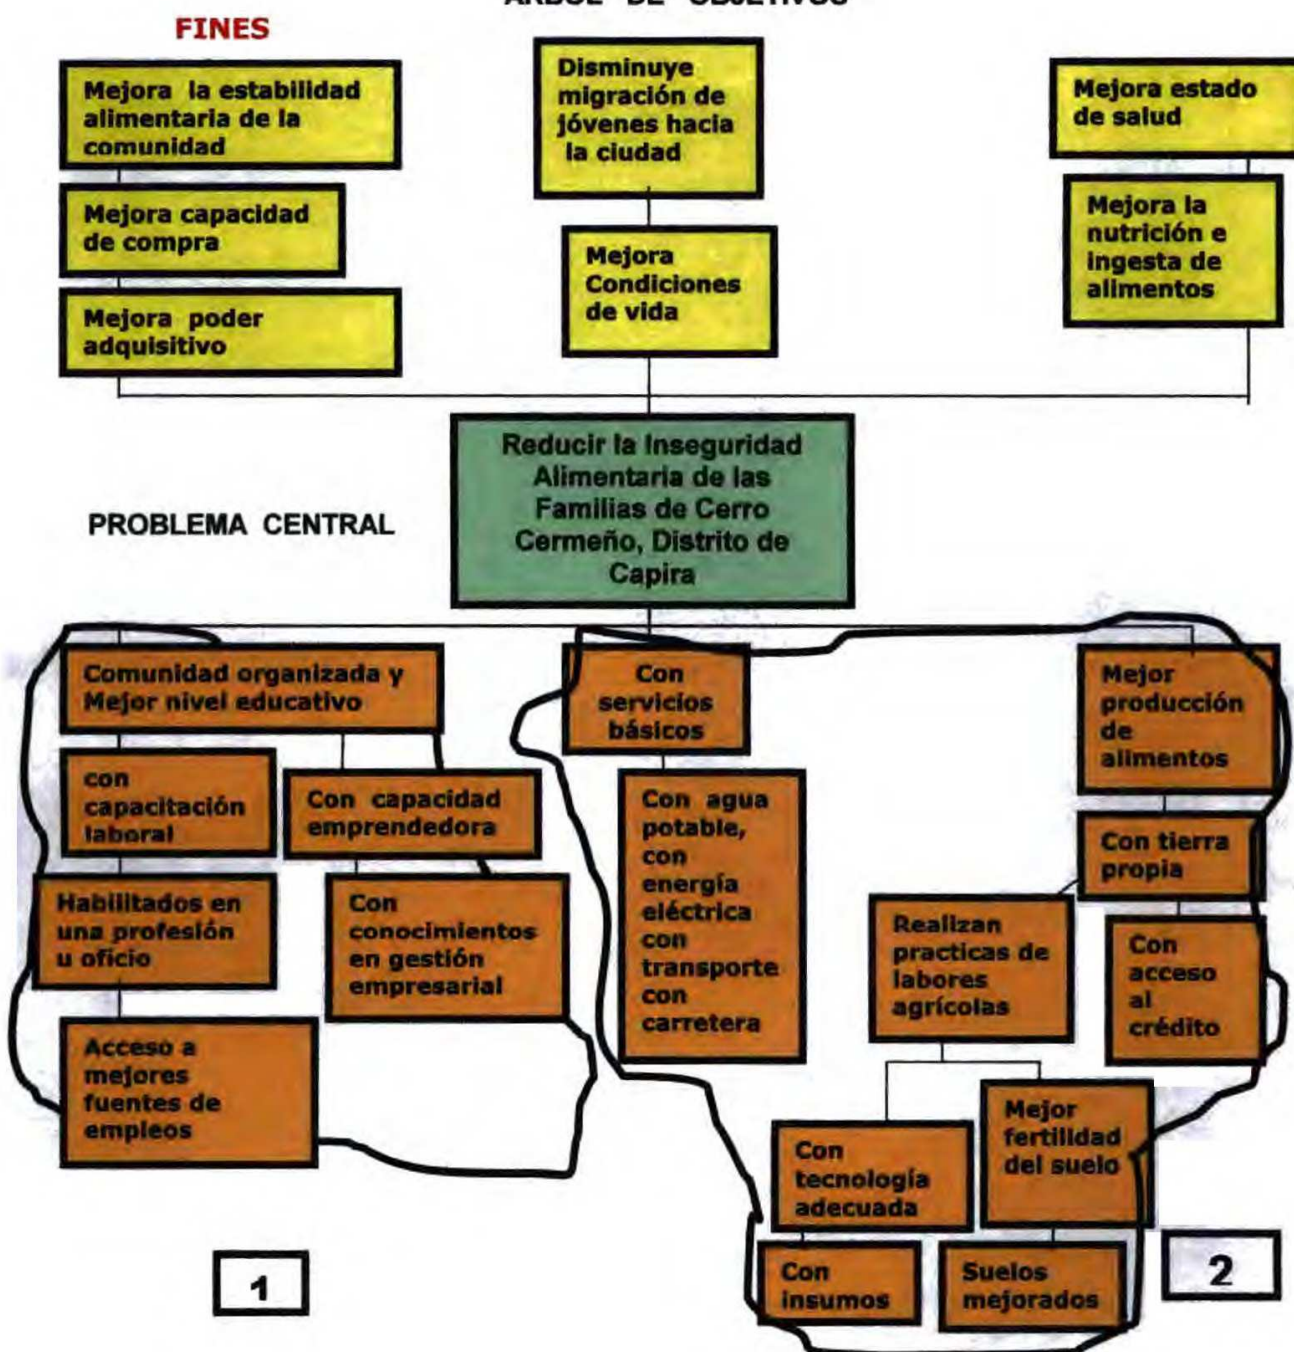 ÁRBOL DE OBJETIVOS
FINES
Mejora la estabilidad
alimentaria de la
comunidad
Mejora capacidad
de compra
Mejora poder
adquisitivo
Disminuye
migración de
jóvenes hacia
la ciudad
Mejora
Condiciones
de vida
Mejora estado
de salud
Mejora la
nutrición e
ingesta de
alimentos
Reducir la Inseguridad
Alimentaria de las
Familias de Cerro
Cermeño, Distrito de
Capira
PROBLEMA CENTRAL
Comunidad organizada y
Mejor nivel educativo
con
capacitación
laboral
Con capacidad
emprendedora
Habilitados en
una profesión
u oficio
Con
conocimientos
en gestión
empresarial
Acceso a
mejores
fuentes de
empleos
1
Con
servicios
básicos
Con agua
potable,
con
energía
eléctrica
con
transporte
con
carretera
Mejor
producción
de
alimentos
Con tierra
propia
Realizan
practicas de
labores
agrícolas
Con
acceso
al
crédito
Con
tecnología
adecuada
Mejor
fertilidad
del suelo
Con
insumos
Suelos
mejorados
2